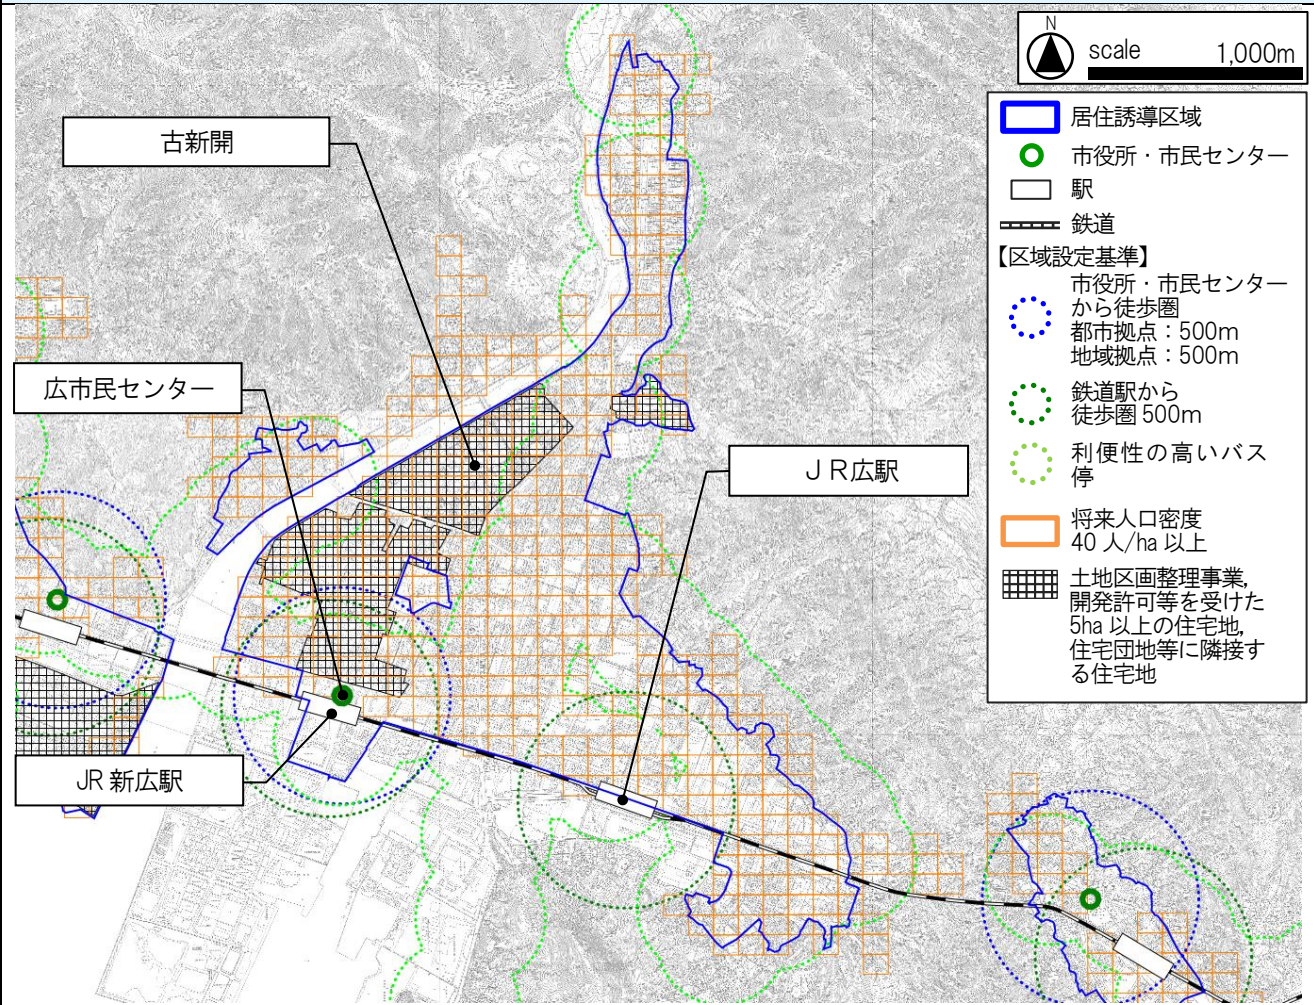 N
scale 1,000m
居住誘導区域
市役所・市民センター
駅
鉄道
【区域設定基準】
市役所・市民センター
から徒歩圏
都市拠点：500m
地域拠点：500m
鉄道駅から
徒歩圏 500m
利便性の高いバス
停
将来人口密度
40 人/ha 以上
土地区画整理事業，
開発許可等を受けた
5ha 以上の住宅地，
住宅団地等に隣接す
る住宅地
古新開
広市民センター
ＪＲ広駅
JR 新広駅